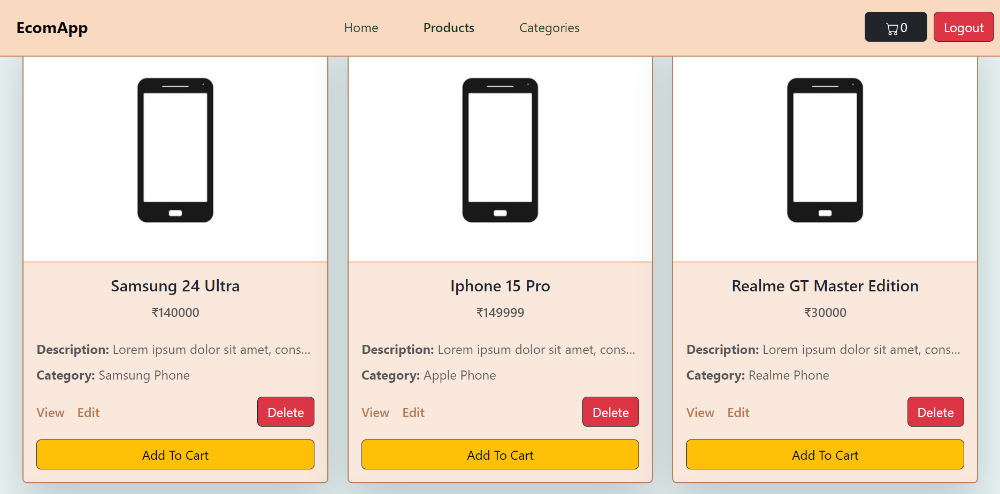 EcomApp
Home Products Categories
0 Logout
Samsung 24 Ultra
₹140000
Description: Lorem ipsum dolor sit amet, cons...
Category: Samsung Phone
View Edit Delete
Add To Cart
Iphone 15 Pro
₹149999
Description: Lorem ipsum dolor sit amet, cons...
Category: Apple Phone
View Edit Delete
Add To Cart
Realme GT Master Edition
₹30000
Description: Lorem ipsum dolor sit amet, cons...
Category: Realme Phone
View Edit Delete
Add To Cart